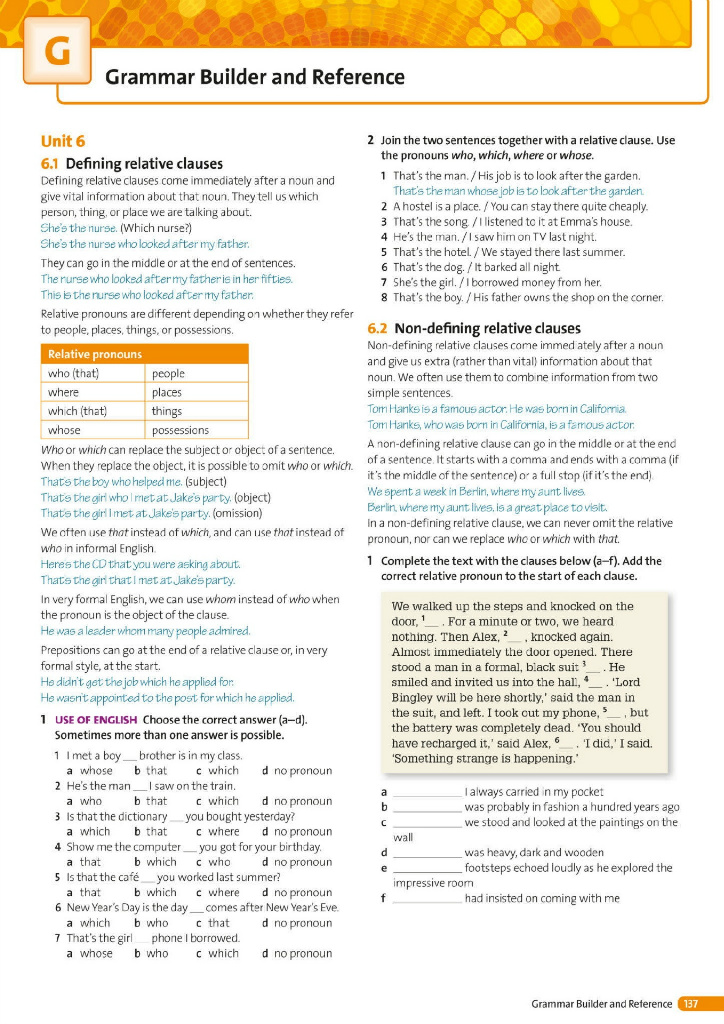 G
Grammar Builder and Reference
Unit 6
6.1 Defining relative clauses
Defining relative clauses come immediately after a noun and
give vital information about that noun. They tell us which
person, thing, or place we are talking about.
She's the nurse. (Which nurse?)
She's the nurse who looked after my father.
They can go in the middle or at the end of sentences.
The nurse who looked after my father is in her fifties.
This is the nurse who looked after my father.
Relative pronouns are different depending on whether they refer
to people, places, things, or possessions.
Relative pronouns
who (that) people
where places
which (that) things
whose possessions
Who or which can replace the subject or object of a sentence.
When they replace the object, it is possible to omit who or which.
That's the boy who helped me. (subject)
That's the girl who I met at Jake's party. (object)
That's the girl I met at Jake's party. (omission)
We often use that instead of which, and can use that instead of
who in informal English.
Here's the CD that you were asking about.
That's the girl that I met at Jake's party.
In very formal English, we can use whom instead of who when
the pronoun is the object of the clause.
He was a leader whom many people admired.
Prepositions can go at the end of a relative clause or, in very
formal style, at the start.
He didn't get the job which he applied for.
He wasn't appointed to the post for which he applied.
1 USE OF ENGLISH Choose the correct answer (a–d).
Sometimes more than one answer is possible.
1 I met a boy __ brother is in my class.
a whose b that c which d no pronoun
2 He's the man __ I saw on the train.
a who b that c which d no pronoun
3 Is that the dictionary __ you bought yesterday?
a which b that c where d no pronoun
4 Show me the computer __ you got for your birthday.
a that b which c who d no pronoun
5 Is that the café __ you worked last summer?
a that b which c where d no pronoun
6 New Year's Day is the day __ comes after New Year's Eve.
a which b who c that d no pronoun
7 That's the girl __ phone I borrowed.
a whose b who c which d no pronoun
2 Join the two sentences together with a relative clause. Use
the pronouns who, which, where or whose.
1 That's the man. / His job is to look after the garden.
That's the man whose job is to look after the garden.
2 A hostel is a place. / You can stay there quite cheaply.
3 That's the song. / I listened to it at Emma's house.
4 He's the man. / I saw him on TV last night.
5 That's the hotel. / We stayed there last summer.
6 That's the dog. / It barked all night.
7 She's the girl. / I borrowed money from her.
8 That's the boy. / His father owns the shop on the corner.
6.2 Non-defining relative clauses
Non-defining relative clauses come immediately after a noun
and give us extra (rather than vital) information about that
noun. We often use them to combine information from two
simple sentences.
Tom Hanks is a famous actor. He was born in California.
Tom Hanks, who was born in California, is a famous actor.
A non-defining relative clause can go in the middle or at the end
of a sentence. It starts with a comma and ends with a comma (if
it's the middle of the sentence) or a full stop (if it's the end).
We spent a week in Berlin, where my aunt lives.
Berlin, where my aunt lives, is a great place to visit.
In a non-defining relative clause, we can never omit the relative
pronoun, nor can we replace who or which with that.
1 Complete the text with the clauses below (a–f). Add the
correct relative pronoun to the start of each clause.
We walked up the steps and knocked on the
door, 1__ . For a minute or two, we heard
nothing. Then Alex, 2__ , knocked again.
Almost immediately the door opened. There
stood a man in a formal, black suit 3__ . He
smiled and invited us into the hall, 4__ . 'Lord
Bingley will be here shortly,' said the man in
the suit, and left. I took out my phone, 5__ , but
the battery was completely dead. 'You should
have recharged it,' said Alex, 6__ . 'I did,' I said.
'Something strange is happening.'
a ____________ I always carried in my pocket
b ____________ was probably in fashion a hundred years ago
c ____________ we stood and looked at the paintings on the
wall
d ____________ was heavy, dark and wooden
e ____________ footsteps echoed loudly as he explored the
impressive room
f ____________ had insisted on coming with me
Grammar Builder and Reference 137